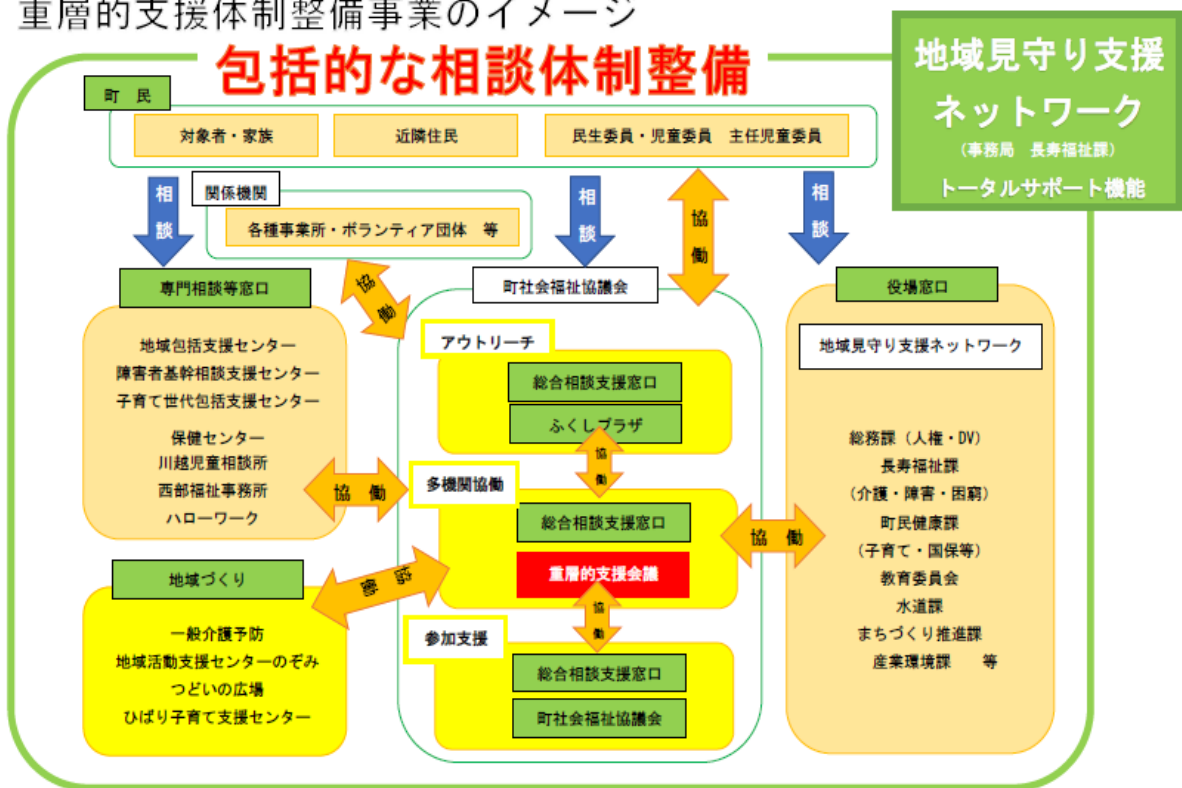 重層的支援体制整備事業のイメージ
包括的な相談体制整備
地域見守り支援
ネットワーク
（事務局　長寿福祉課）
トータルサポート機能
町　民
対象者・家族
近隣住民
民生委員・児童委員　主任児童委員
相談
関係機関
各種事業所・ボランティア団体　等
相談
協働
相談
協働
専門相談等窓口
地域包括支援センター
障害者基幹相談支援センター
子育て世代包括支援センター
保健センター
川越児童相談所
西部福祉事務所
ハローワーク
協　働
地域づくり
一般介護予防
地域活動支援センターのぞみ
つどいの広場
ひばり子育て支援センター
協働
町社会福祉協議会
アウトリーチ
総合相談支援窓口
ふくしプラザ
協働
多機関協働
総合相談支援窓口
重層的支援会議
協働
参加支援
総合相談支援窓口
町社会福祉協議会
協　働
役場窓口
地域見守り支援ネットワーク
総務課（人権・DV）
長寿福祉課
（介護・障害・困窮）
町民健康課
（子育て・国保等）
教育委員会
水道課
まちづくり推進課
産業環境課　　等